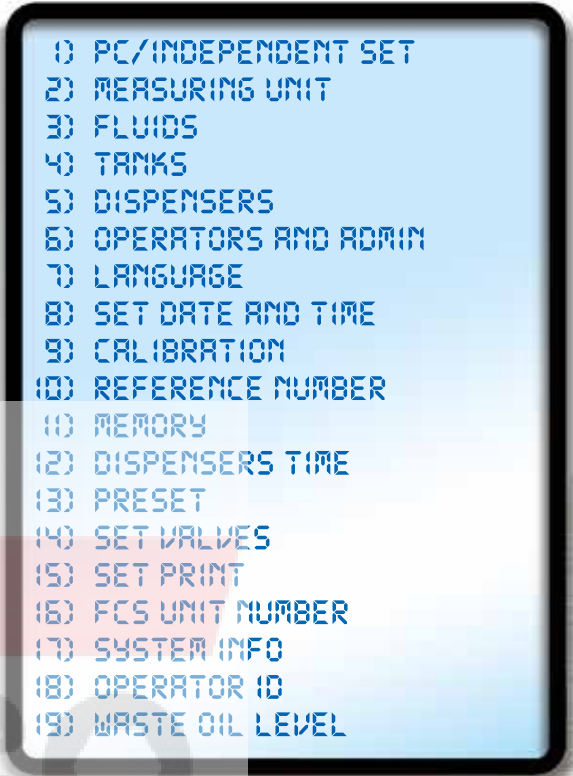 1) PC/INDEPENDENT SET
2) MEASURING UNIT
3) FLUIDS
4) TANKS
5) DISPENSERS
6) OPERATORS AND ADMIN
7) LANGUAGE
8) SET DATE AND TIME
9) CALIBRATION
10) REFERENCE NUMBER
11) MEMORY
12) DISPENSERS TIME
13) PRESET
14) SET VALVES
15) SET PRINT
16) FCS UNIT NUMBER
17) SYSTEM INFO
18) OPERATOR ID
19) WASTE OIL LEVEL